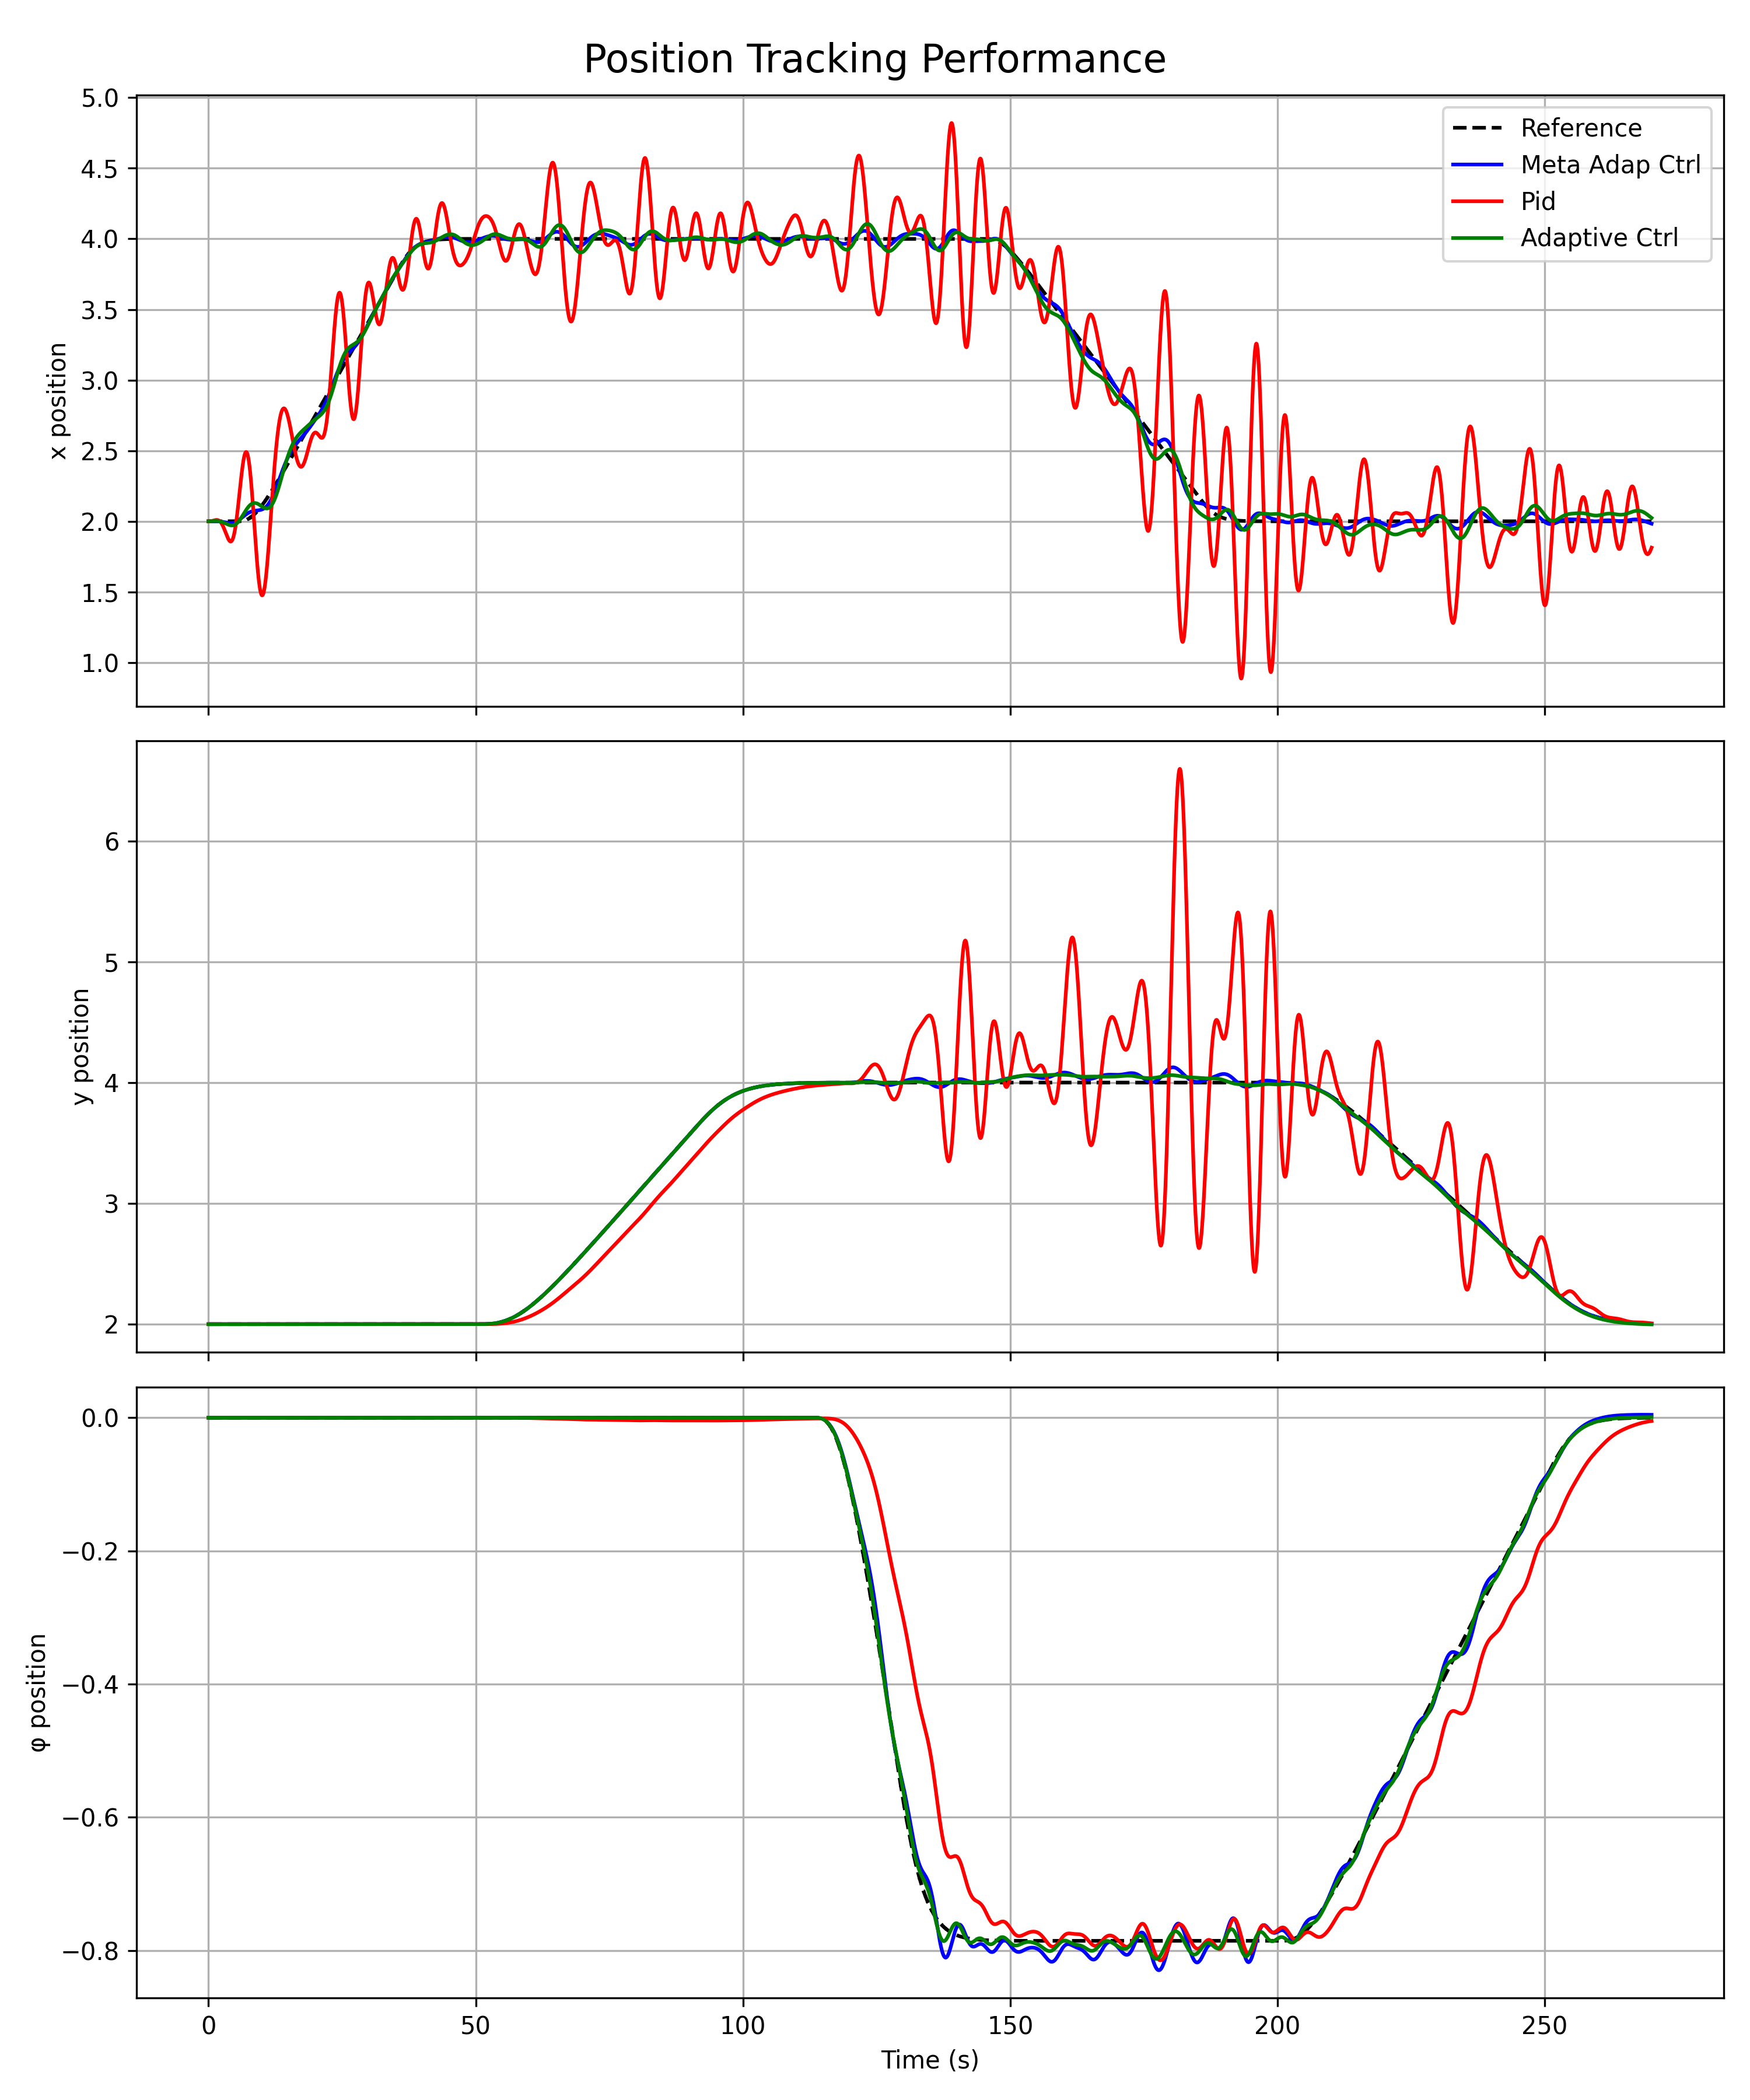 Position Tracking Performance
5.0
4.5
4.0
3.5
3.0
2.5
2.0
1.5
1.0
x position
Reference
Meta Adap Ctrl
Pid
Adaptive Ctrl
6
5
4
3
2
y position
0.0
−0.2
−0.4
−0.6
−0.8
φ position
0 50 100 150 200 250
Time (s)